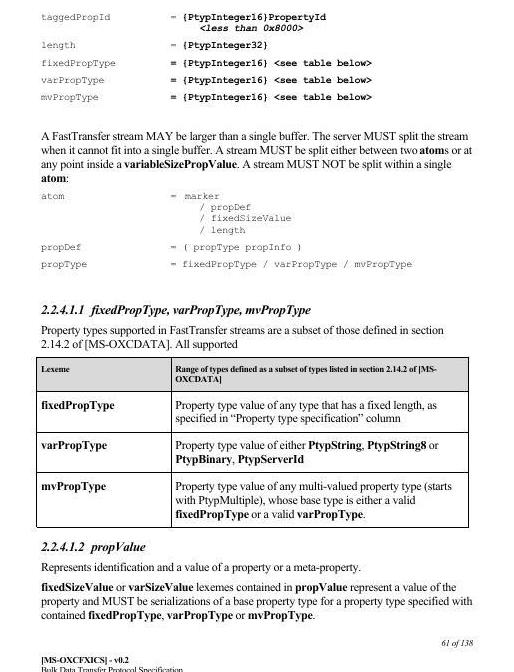 taggedPropId = {PtypInteger16}PropertyId
<less than 0x8000>
length = {PtypInteger32}
fixedPropType = {PtypInteger16} <see table below>
varPropType = {PtypInteger16} <see table below>
mvPropType = {PtypInteger16} <see table below>
A FastTransfer stream MAY be larger than a single buffer. The server MUST split the stream
when it cannot fit into a single buffer. A stream MUST be split either between two atoms or at
any point inside a variableSizePropValue. A stream MUST NOT be split within a single
atom:
atom = marker
/ propDef
/ fixedSizeValue
/ length
propDef = ( propType propInfo )
propType = fixedPropType / varPropType / mvPropType
2.2.4.1.1 fixedPropType, varPropType, mvPropType
Property types supported in FastTransfer streams are a subset of those defined in section
2.14.2 of [MS-OXCDATA]. All supported
Lexeme Range of types defined as a subset of types listed in section 2.14.2 of [MS-
OXCDATA]
fixedPropType Property type value of any type that has a fixed length, as
specified in “Property type specification” column
varPropType Property type value of either PtypString, PtypString8 or
PtypBinary, PtypServerId
mvPropType Property type value of any multi-valued property type (starts
with PtypMultiple), whose base type is either a valid
fixedPropType or a valid varPropType.
2.2.4.1.2 propValue
Represents identification and a value of a property or a meta-property.
fixedSizeValue or varSizeValue lexemes contained in propValue represent a value of the
property and MUST be serializations of a base property type for a property type specified with
contained fixedPropType, varPropType or mvPropType.
61 of 138
[MS-OXCFXICS] - v0.2
Bulk Data Transfer Protocol Specification